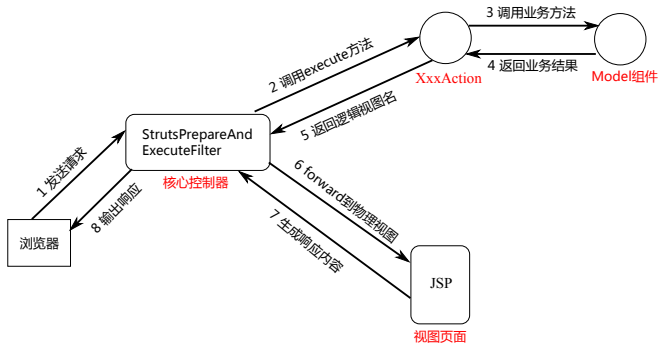 3 调用业务方法
2 调用execute方法
4 返回业务结果
XxxAction
Model组件
5 返回逻辑视图名
StrutsPrepareAnd
ExecuteFilter
1 发送请求
核心控制器
6 forward到物理视图
8 输出响应
7 生成响应内容
浏览器
JSP
视图页面